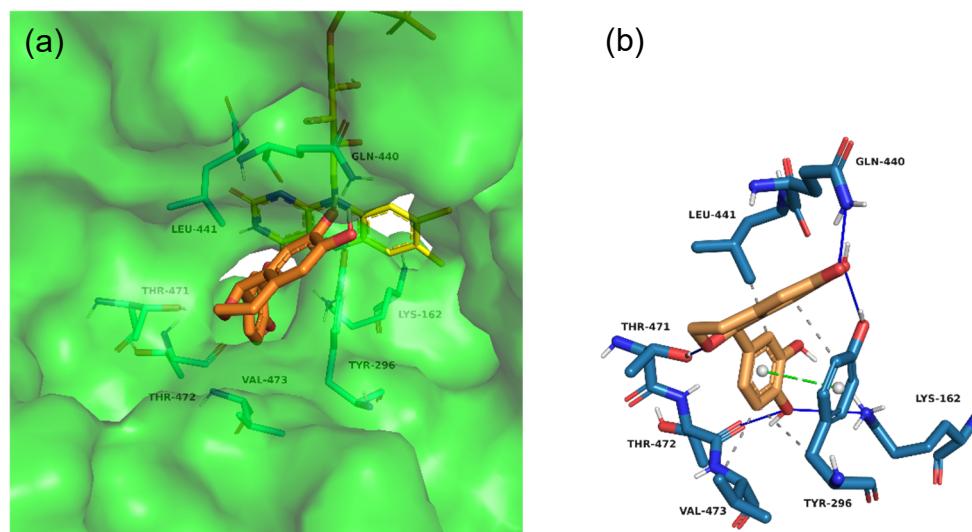 (a)
GLN-440
LEU-441
THR-471
LYS-162
TYR-296
VAL-473
THR-472
(b)
GLN-440
LEU-441
THR-471
LYS-162
THR-472
TYR-296
VAL-473